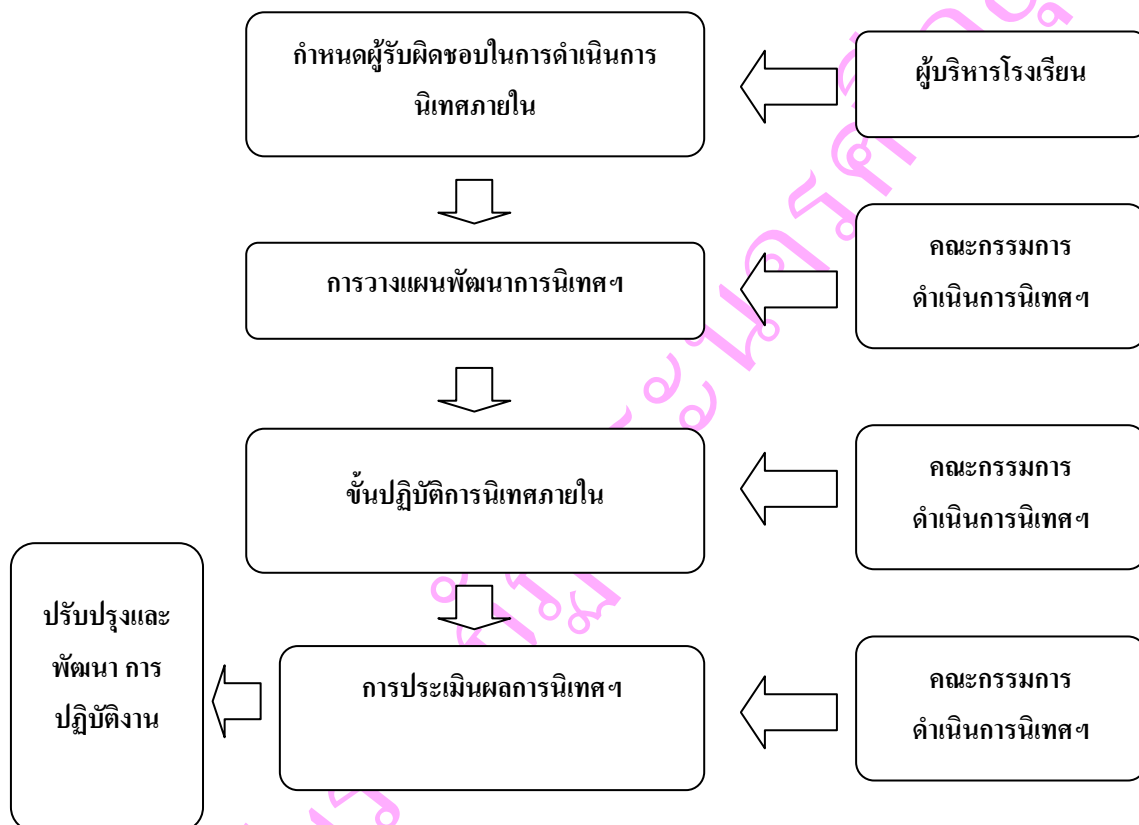 กำหนดผู้รับผิดชอบในการดำเนินการ
นิเทศภายใน
ผู้บริหารโรงเรียน
การวางแผนพัฒนาการนิเทศฯ
คณะกรรมการ
ดำเนินการนิเทศฯ
ขั้นปฏิบัติการนิเทศภายใน
คณะกรรมการ
ดำเนินการนิเทศฯ
การประเมินผลการนิเทศฯ
คณะกรรมการ
ดำเนินการนิเทศฯ
ปรับปรุงและ
พัฒนา การ
ปฏิบัติงาน